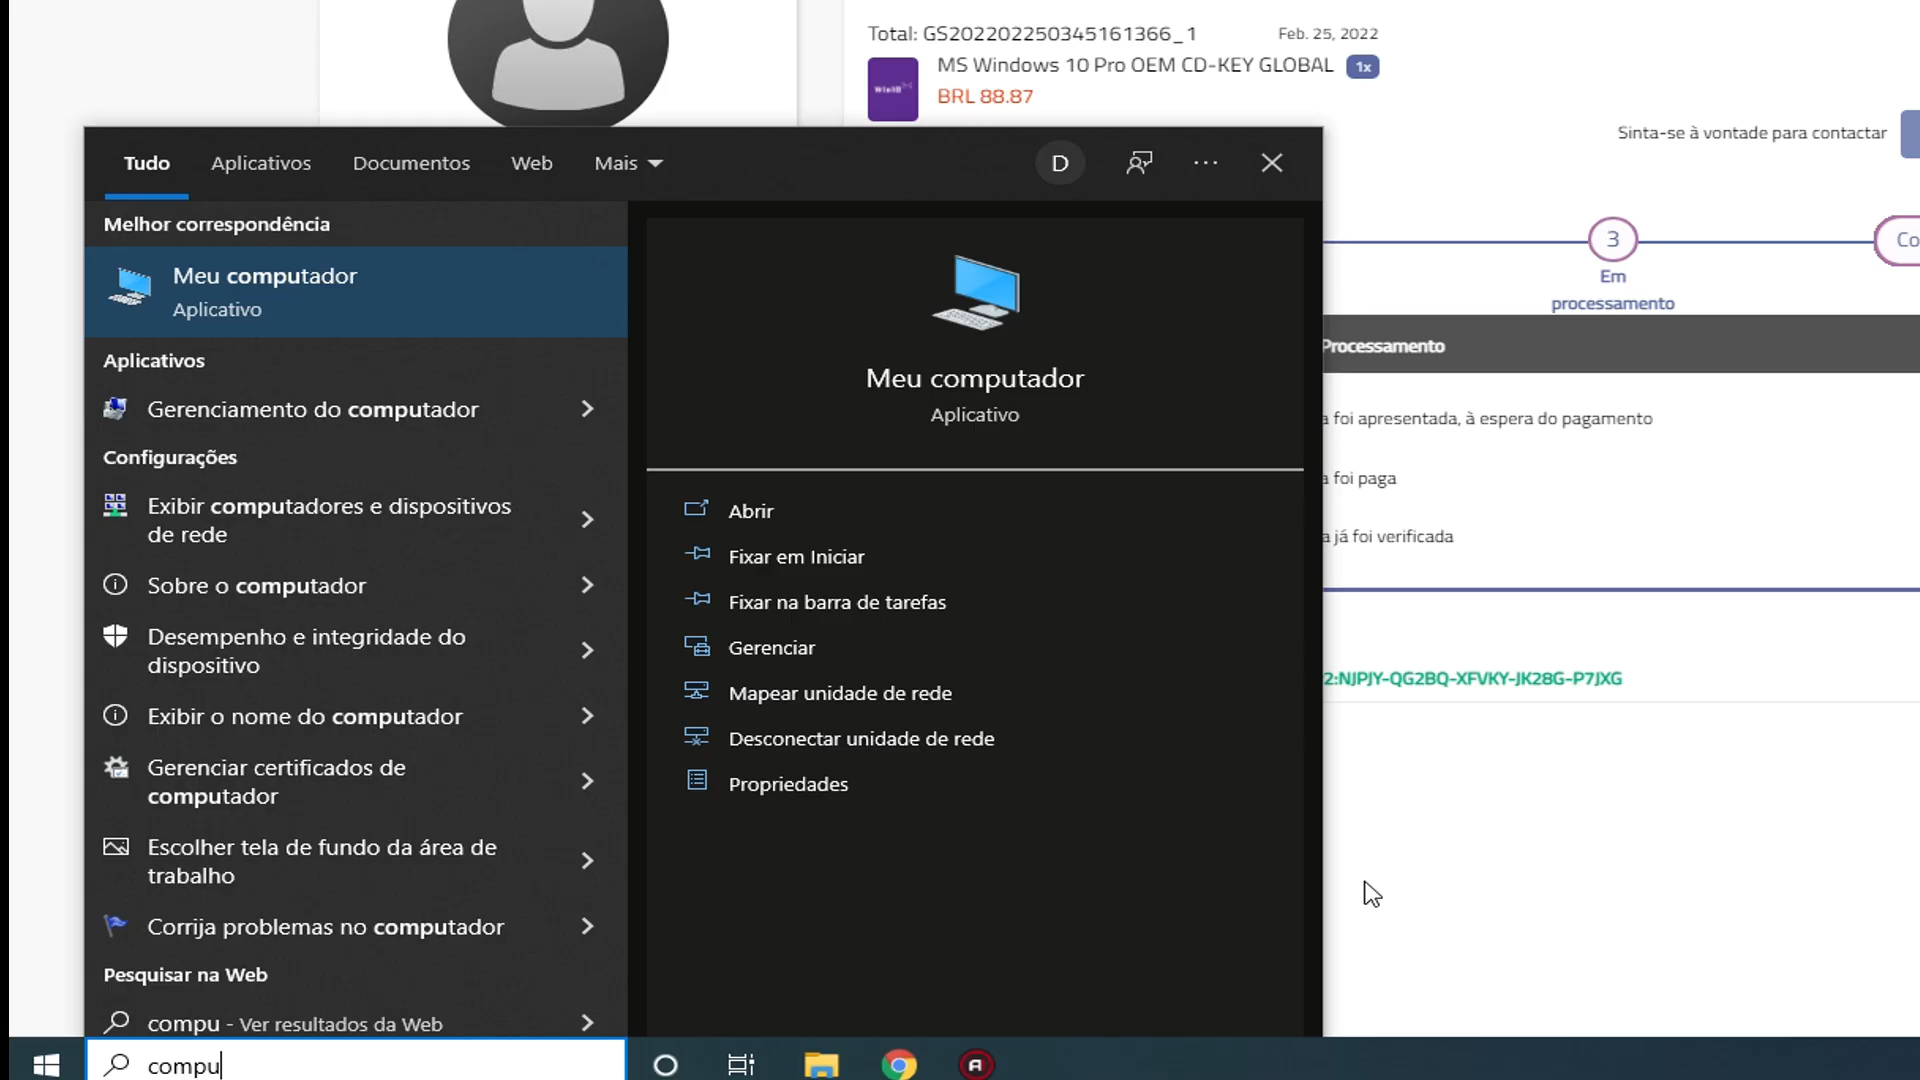 Total: GS202202250345161366_1
Feb. 25, 2022
MS Windows 10 Pro OEM CD-KEY GLOBAL
1x
Win10
BRL 88.87
Sinta-se à vontade para contactar
Tudo
Aplicativos
Documentos
Web
Mais
D
Melhor correspondência
Meu computador
Aplicativo
Aplicativos
Gerenciamento do computador
Configurações
Exibir computadores e dispositivos
de rede
Sobre o computador
Desempenho e integridade do
dispositivo
Exibir o nome do computador
Gerenciar certificados de
computador
Escolher tela de fundo da área de
trabalho
Corrija problemas no computador
Pesquisar na Web
compu - Ver resultados da Web
compu
Meu computador
Aplicativo
Abrir
Fixar em Iniciar
Fixar na barra de tarefas
Gerenciar
Mapear unidade de rede
Desconectar unidade de rede
Propriedades
3
Em
processamento
Co
Processamento
a foi apresentada, à espera do pagamento
a foi paga
a já foi verificada
2:NJPJY-QG2BQ-XFVKY-JK28G-P7JXG